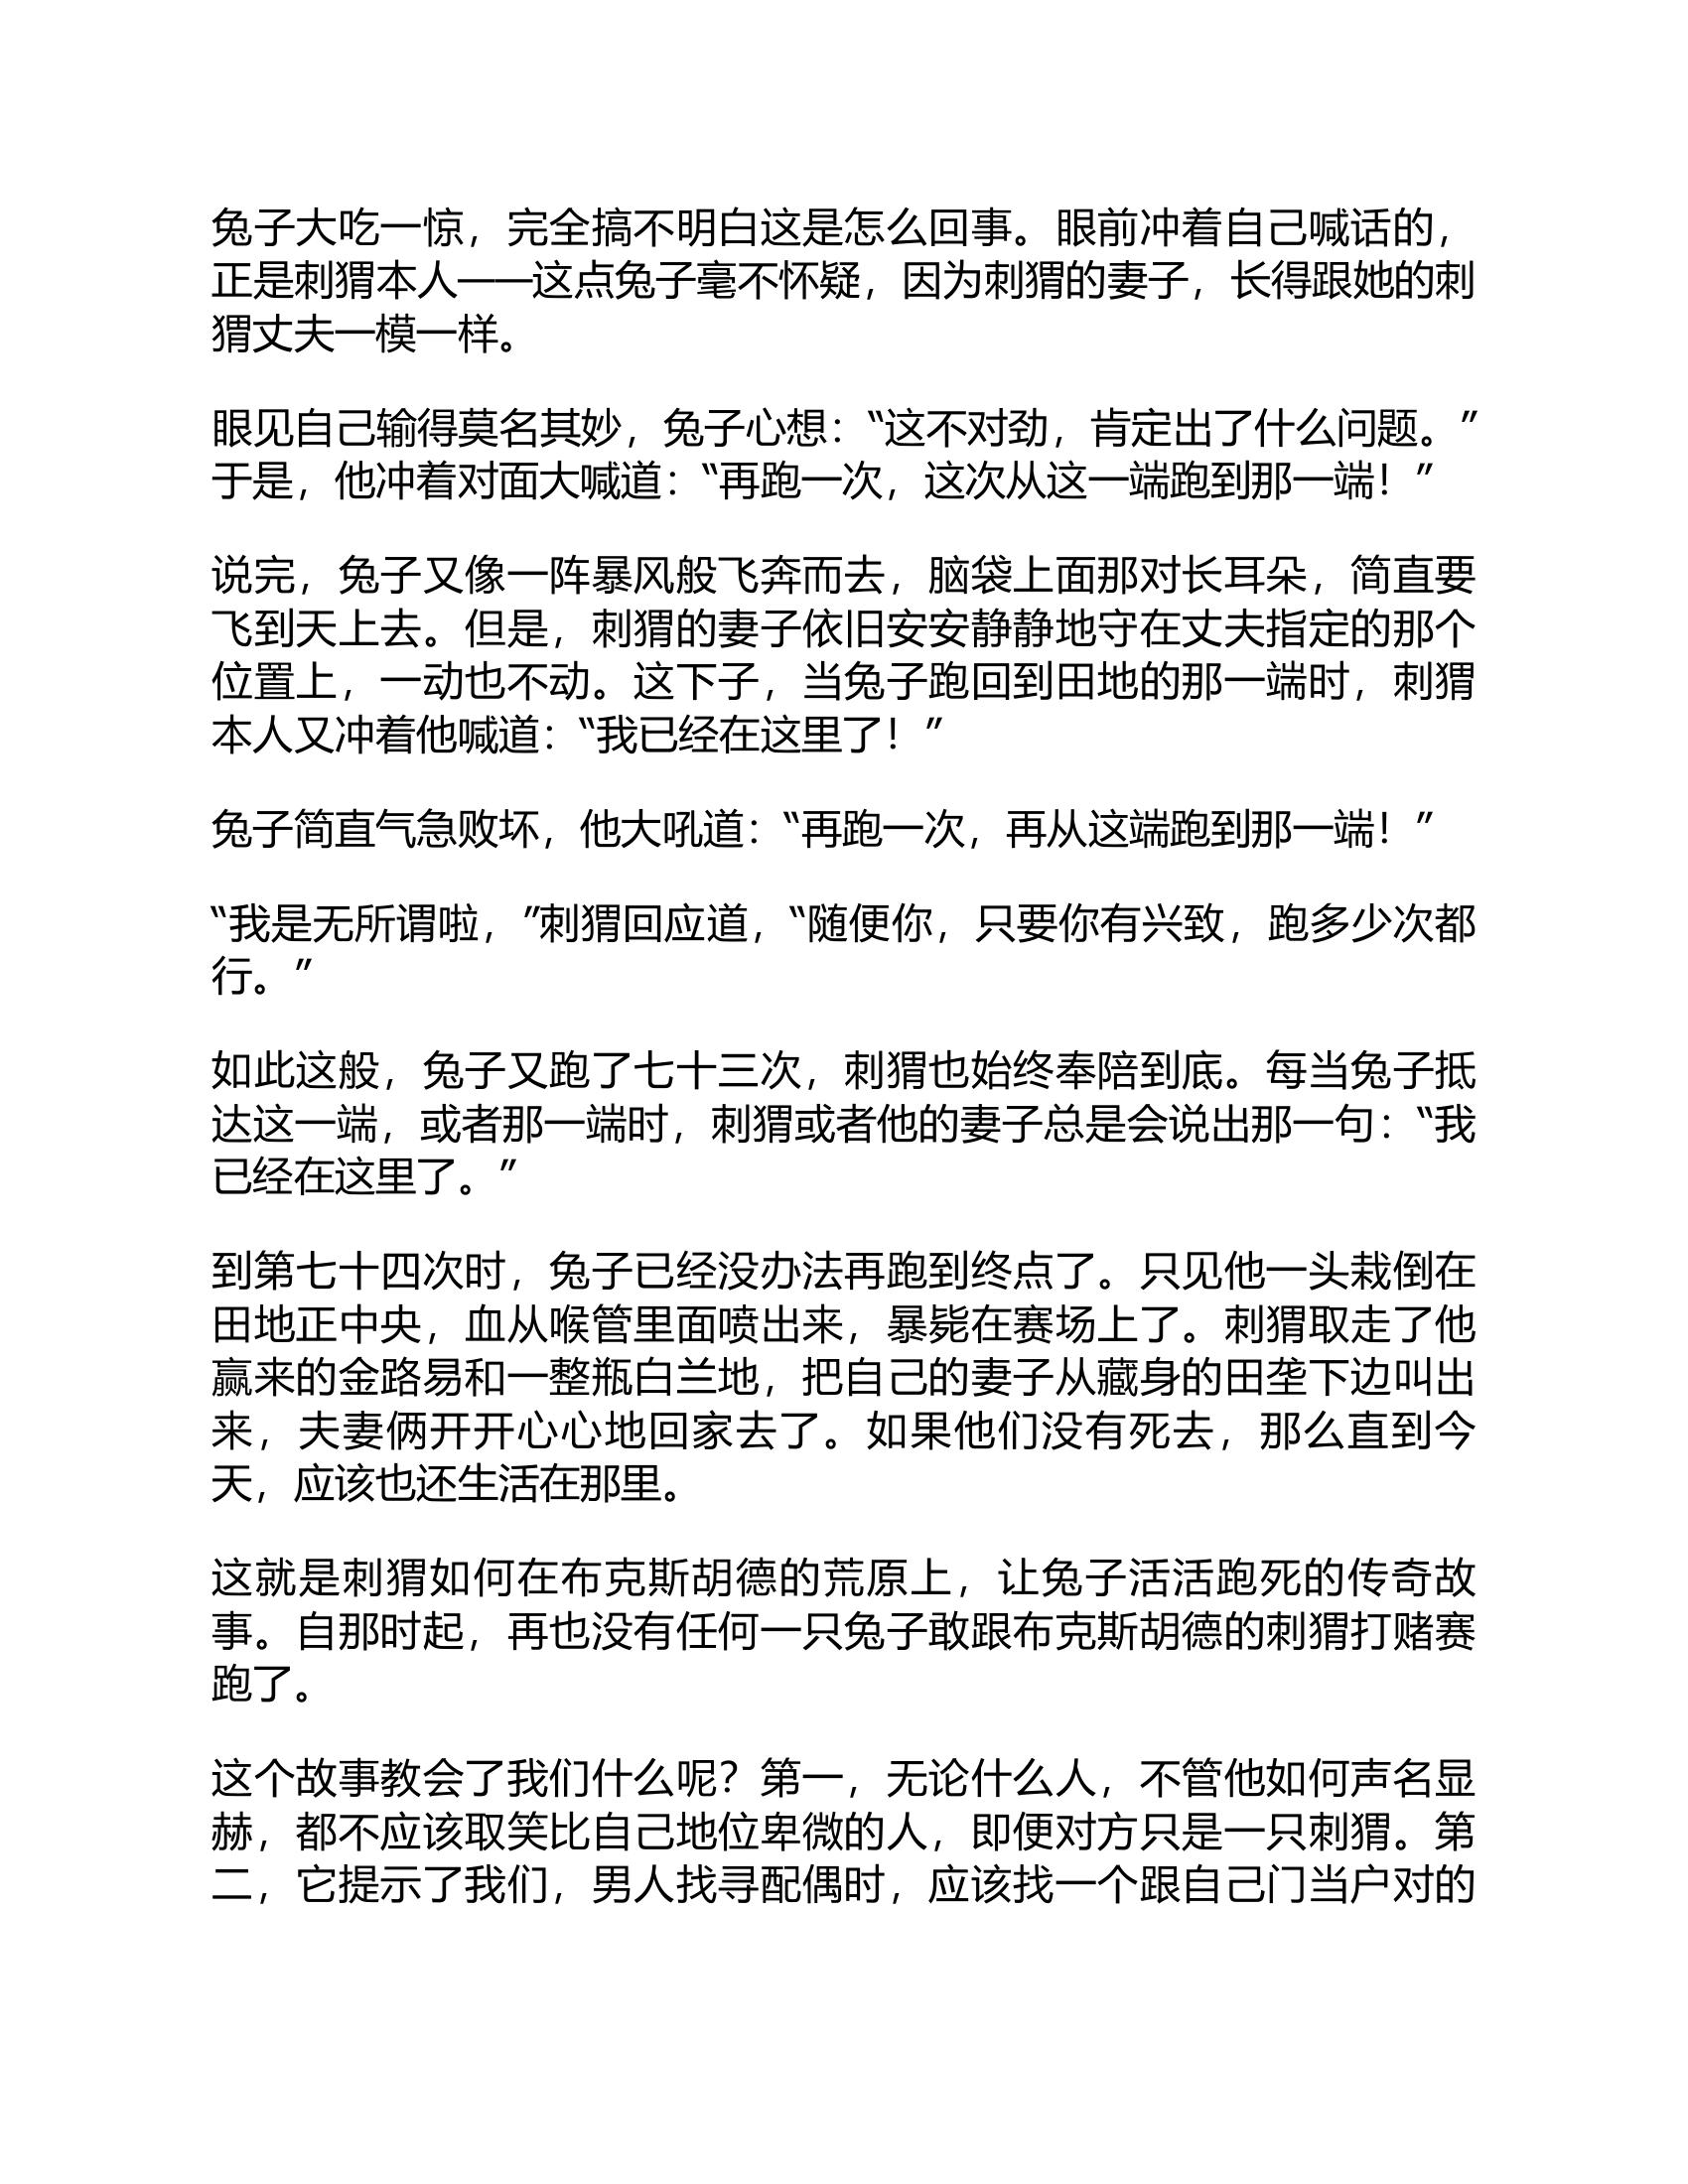 兔子大吃一惊，完全搞不明白这是怎么回事。眼前冲着自己喊话的，
正是刺猬本人——这点兔子毫不怀疑，因为刺猬的妻子，长得跟她的刺
猬丈夫一模一样。
眼见自己输得莫名其妙，兔子心想：“这不对劲，肯定出了什么问题。”
于是，他冲着对面大喊道：“再跑一次，这次从这一端跑到那一端！”
说完，兔子又像一阵暴风般飞奔而去，脑袋上面那对长耳朵，简直要
飞到天上去。但是，刺猬的妻子依旧安安静静地守在丈夫指定的那个
位置上，一动也不动。这下子，当兔子跑回到田地的那一端时，刺猬
本人又冲着他喊道：“我已经在这里了！”
兔子简直气急败坏，他大吼道：“再跑一次，再从这端跑到那一端！”
“我是无所谓啦，”刺猬回应道，“随便你，只要你有兴致，跑多少次都
行。”
如此这般，兔子又跑了七十三次，刺猬也始终奉陪到底。每当兔子抵
达这一端，或者那一端时，刺猬或者他的妻子总是会说出那一句：“我
已经在这里了。”
到第七十四次时，兔子已经没办法再跑到终点了。只见他一头栽倒在
田地正中央，血从喉管里面喷出来，暴毙在赛场上了。刺猬取走了他
赢来的金路易和一整瓶白兰地，把自己的妻子从藏身的田垄下边叫出
来，夫妻俩开开心心地回家去了。如果他们没有死去，那么直到今
天，应该也还生活在那里。
这就是刺猬如何在布克斯胡德的荒原上，让兔子活活跑死的传奇故
事。自那时起，再也没有任何一只兔子敢跟布克斯胡德的刺猬打赌赛
跑了。
这个故事教会了我们什么呢？第一，无论什么人，不管他如何声名显
赫，都不应该取笑比自己地位卑微的人，即便对方只是一只刺猬。第
二，它提示了我们，男人找寻配偶时，应该找一个跟自己门当户对的